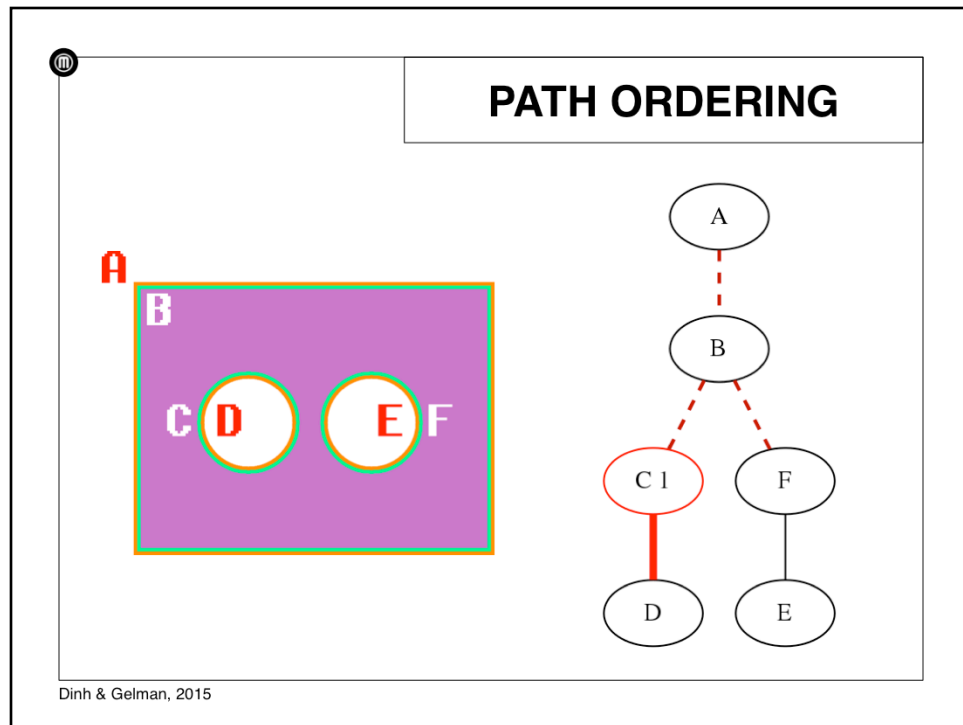 m
PATH ORDERING
A
B
C D E F
A
B
C 1 F
D E
Dinh & Gelman, 2015